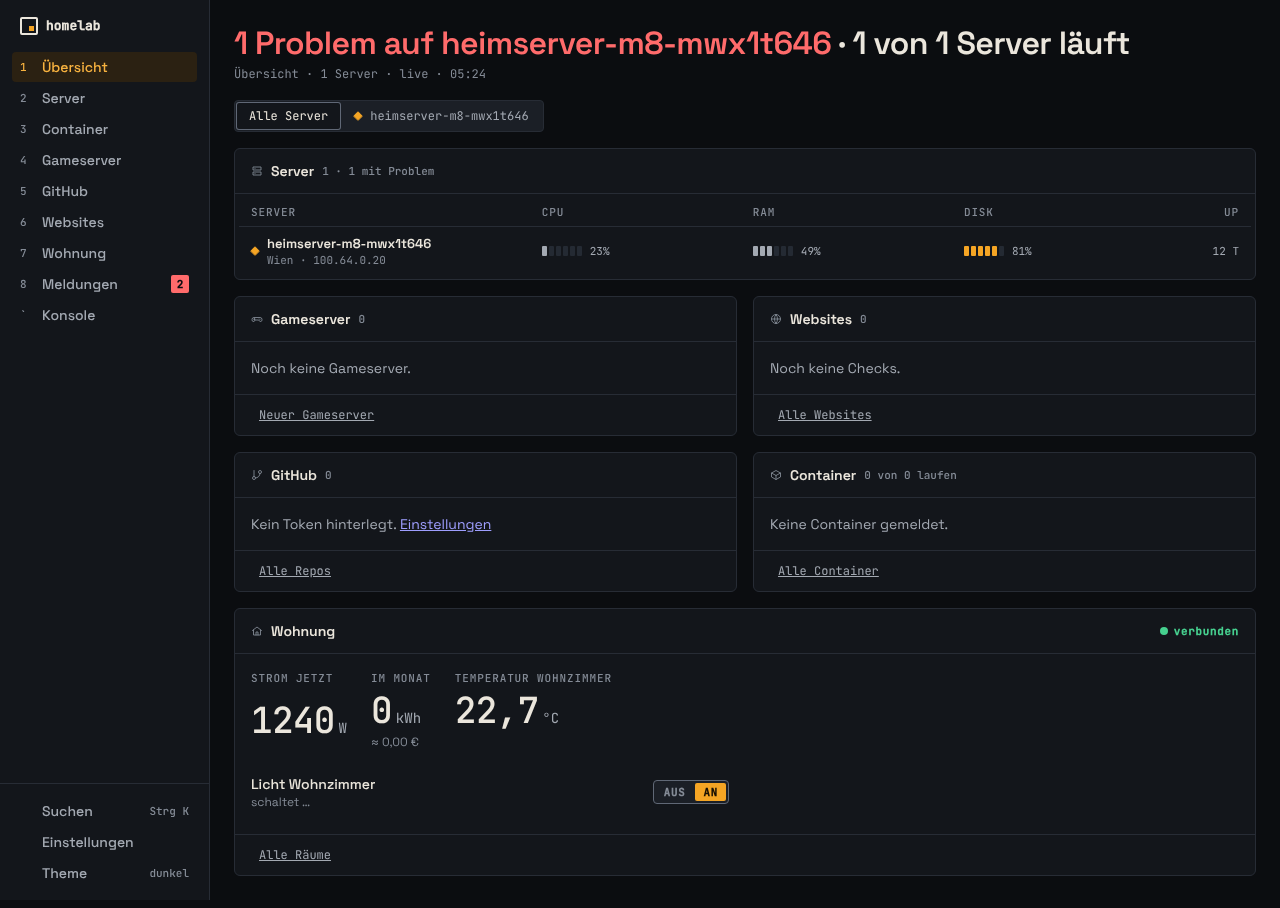 homelab
1 Übersicht
2 Server
3 Container
4 Gameserver
5 GitHub
6 Websites
7 Wohnung
8 Meldungen 2
` Konsole
Suchen Strg K
Einstellungen
Theme dunkel
1 Problem auf heimserver-m8-mwx1t646 · 1 von 1 Server läuft
Übersicht · 1 Server · live · 05:24
Alle Server heimserver-m8-mwx1t646
Server 1 · 1 mit Problem
SERVER CPU RAM DISK UP
heimserver-m8-mwx1t646 23% 49% 81% 12 T
Wien · 100.64.0.20
Gameserver 0
Noch keine Gameserver.
Neuer Gameserver
Websites 0
Noch keine Checks.
Alle Websites
GitHub 0
Kein Token hinterlegt. Einstellungen
Alle Repos
Container 0 von 0 laufen
Keine Container gemeldet.
Alle Container
Wohnung verbunden
STROM JETZT IM MONAT TEMPERATUR WOHNZIMMER
1240 W 0 kWh 22,7 °C
≈ 0,00 €
Licht Wohnzimmer AUS AN
schaltet …
Alle Räume